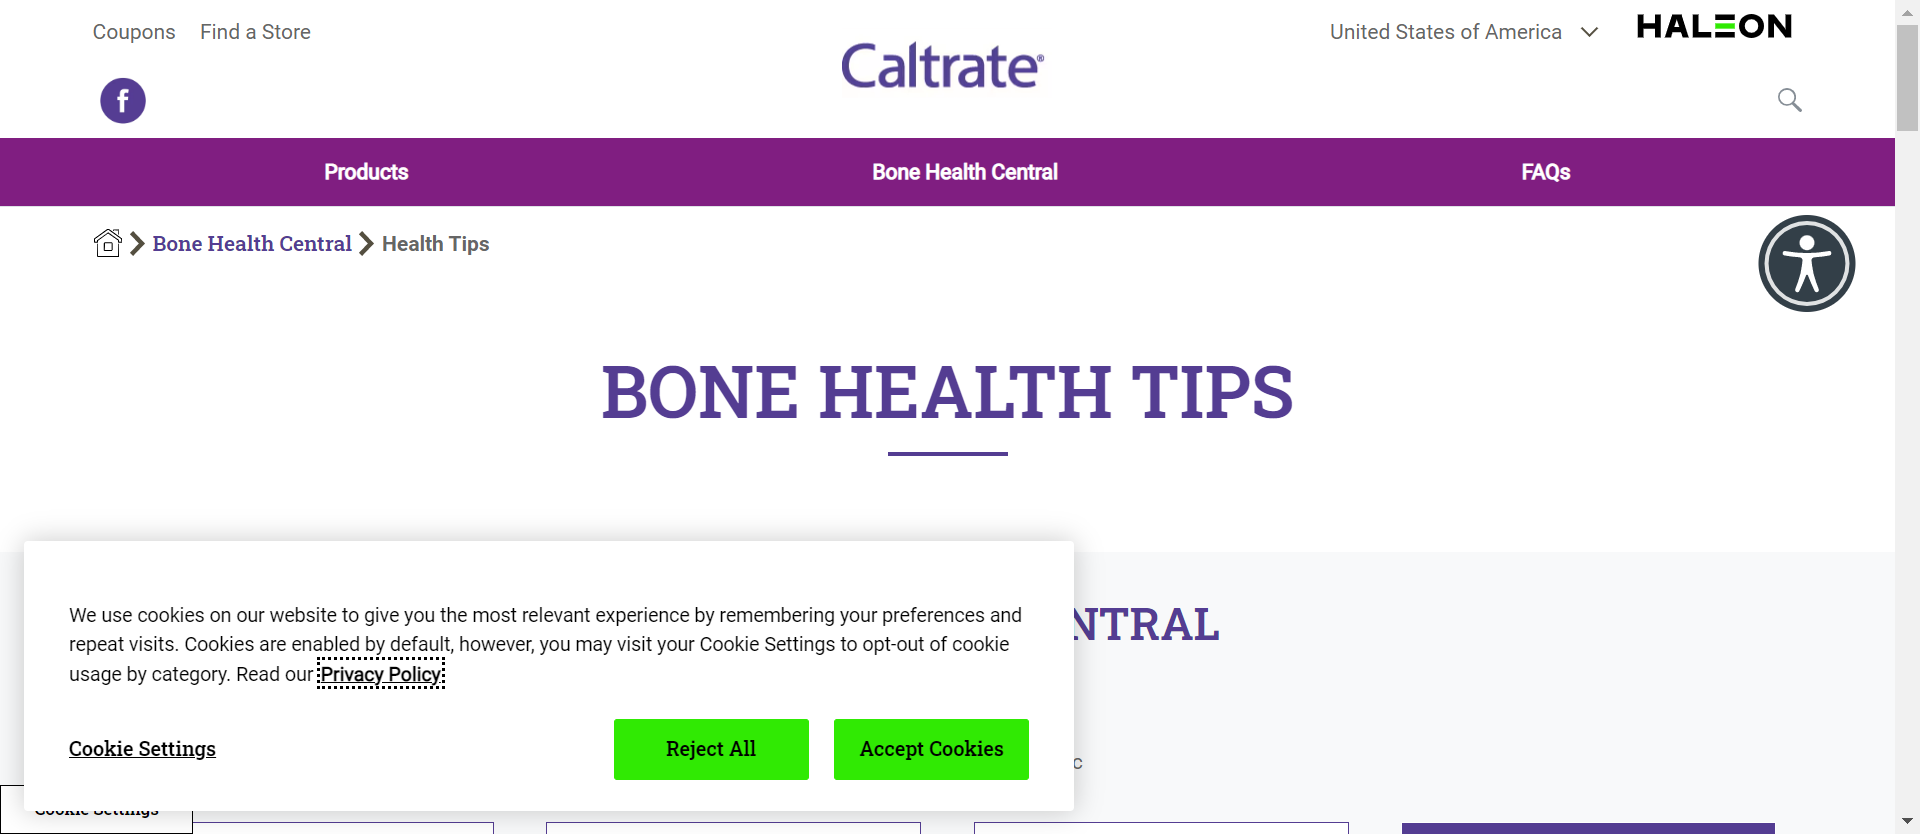 Coupons Find a Store
United States of America
HALEON
Caltrate®
f
Products Bone Health Central FAQs
Bone Health Central Health Tips
BONE HEALTH TIPS
NTRAL
We use cookies on our website to give you the most relevant experience by remembering your preferences and
repeat visits. Cookies are enabled by default, however, you may visit your Cookie Settings to opt-out of cookie
usage by category. Read our Privacy Policy
Cookie Settings Reject All Accept Cookies
c
Cookie Settings